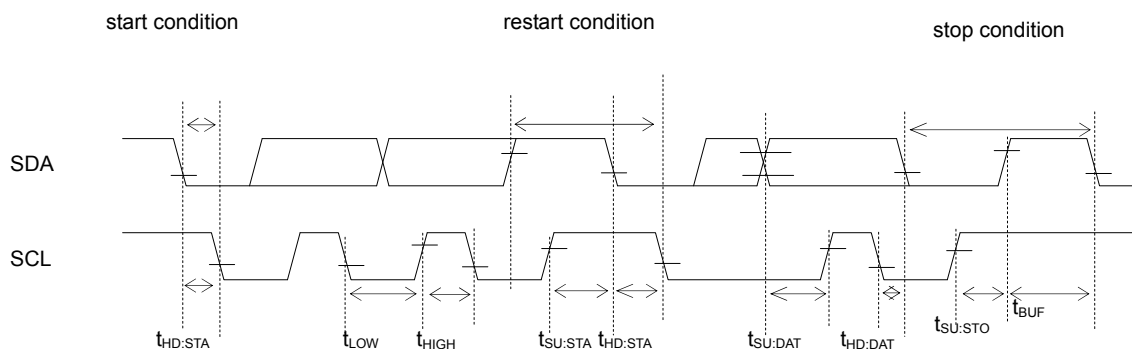 start condition
restart condition
stop condition
SDA
SCL
tHD:STA
tLOW
tHIGH
tSU:STA
tHD:STA
tSU:DAT
tHD:DAT
tSU:STO
tBUF